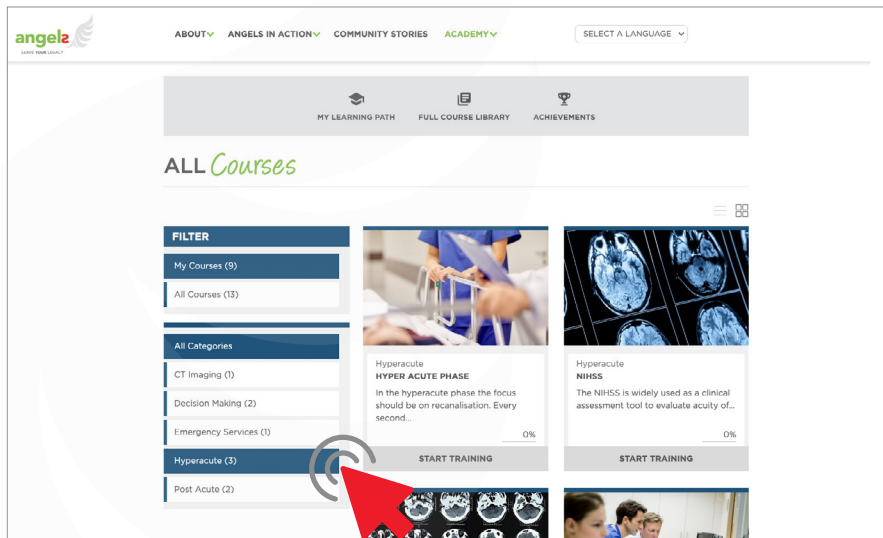 angels
LEAVE YOUR LEGACY
ABOUT
ANGELS IN ACTION
COMMUNITY STORIES
ACADEMY
SELECT A LANGUAGE
MY LEARNING PATH
FULL COURSE LIBRARY
ACHIEVEMENTS
ALL Courses
FILTER
My Courses (9)
All Courses (13)
All Categories
CT Imaging (1)
Decision Making (2)
Emergency Services (1)
Hyperacute (3)
Post Acute (2)
Hyperacute
HYPER ACUTE PHASE
In the hyperacute phase the focus
should be on recanalisation. Every
second...
0%
START TRAINING
Hyperacute
NIHSS
The NIHSS is widely used as a clinical
assessment tool to evaluate acuity of...
0%
START TRAINING